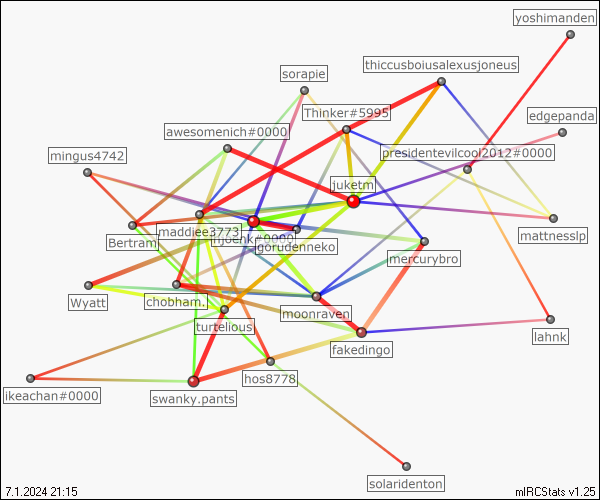 yoshimanden
thiccusboiusalexusjoneus
sorapie
Thinker#5995
edgepanda
awesomenich#0000
presidentevilcool2012#0000
mingus4742
juketm
mattnesslp
maddiee3773
njoehk#0000
Bertram
gorudenneko
mercurybro
Wyatt
chobham.
moonraven
turtelious
lahnk
fakedingo
hos8778
ikeachan#0000
swanky.pants
solaridenton
7.1.2024 21:15
mIRCStats v1.25